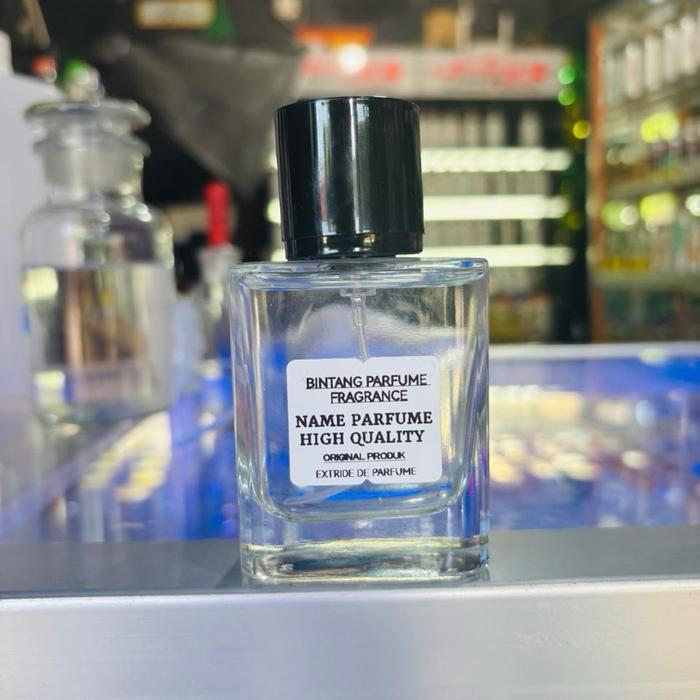 BINTANG PARFUME
FRAGRANCE
NAME PARFUME
HIGH QUALITY
ORIGINAL PRODUK
EXTRIDE DE PARFUME